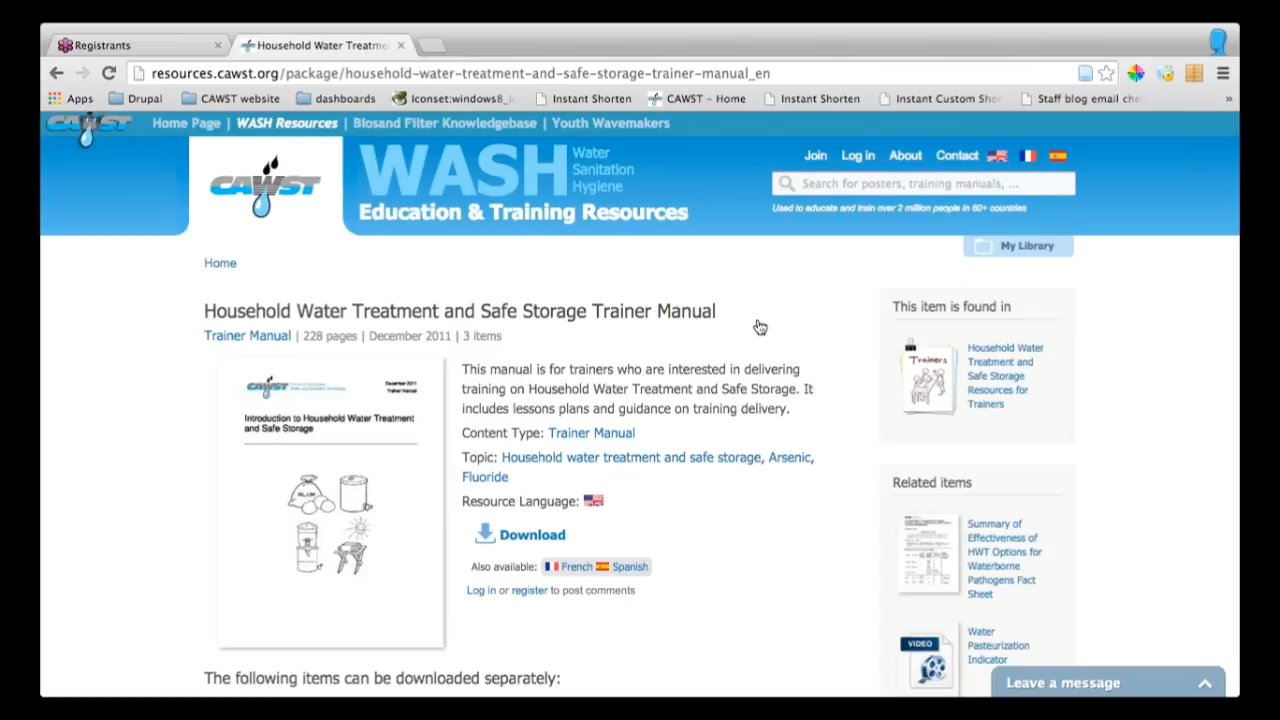 Registrants
Household Water Treatme
resources.cawst.org/package/household-water-treatment-and-safe-storage-trainer-manual_en
Apps Drupal CAWST website dashboards Iconset:windows8_ic Instant Shorten CAWST - Home Instant Shorten Instant Custom Sho Staff blog email che »
CAWST Home Page | WASH Resources | Biosand Filter Knowledgebase | Youth Wavemakers
CAWST
WASH Water
Sanitation
Hygiene
Education & Training Resources
Join Log in About Contact
Search for posters, training manuals, ...
Used to educate and train over 2 million people in 60+ countries
My Library
Home
Household Water Treatment and Safe Storage Trainer Manual
Trainer Manual | 228 pages | December 2011 | 3 items
CAWST
December 2011
Trainer Manual
Introduction to Household Water Treatment
and Safe Storage
This manual is for trainers who are interested in delivering
training on Household Water Treatment and Safe Storage. It
includes lessons plans and guidance on training delivery.
Content Type: Trainer Manual
Topic: Household water treatment and safe storage, Arsenic,
Fluoride
Resource Language:
Download
Also available: French Spanish
Log in or register to post comments
The following items can be downloaded separately:
This item is found in
Trainers
Household Water
Treatment and
Safe Storage
Resources for
Trainers
Related items
Summary of
Effectiveness of
HWT Options for
Waterborne
Pathogens Fact
Sheet
VIDEO
Water
Pasteurization
Indicator
Leave a message